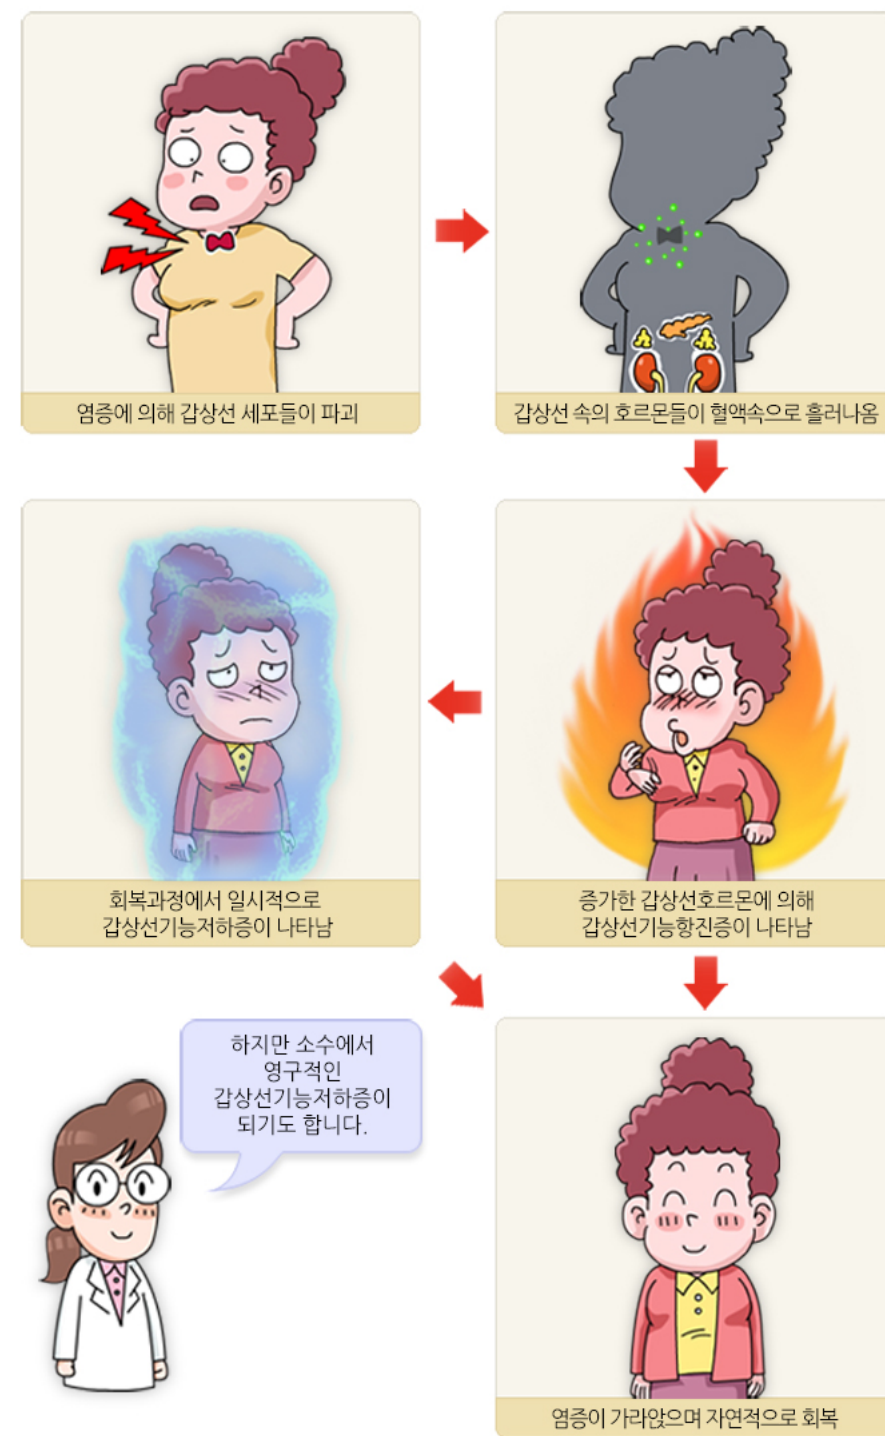 염증에 의해 갑상선 세포들이 파괴
갑상선 속의 호르몬들이 혈액속으로 흘러나옴
증가한 갑상선호르몬에 의해
갑상선기능항진증이 나타남
회복과정에서 일시적으로
갑상선기능저하증이 나타남
하지만 소수에서
영구적인
갑상선기능저하증이
되기도 합니다.
염증이 가라앉으며 자연적으로 회복